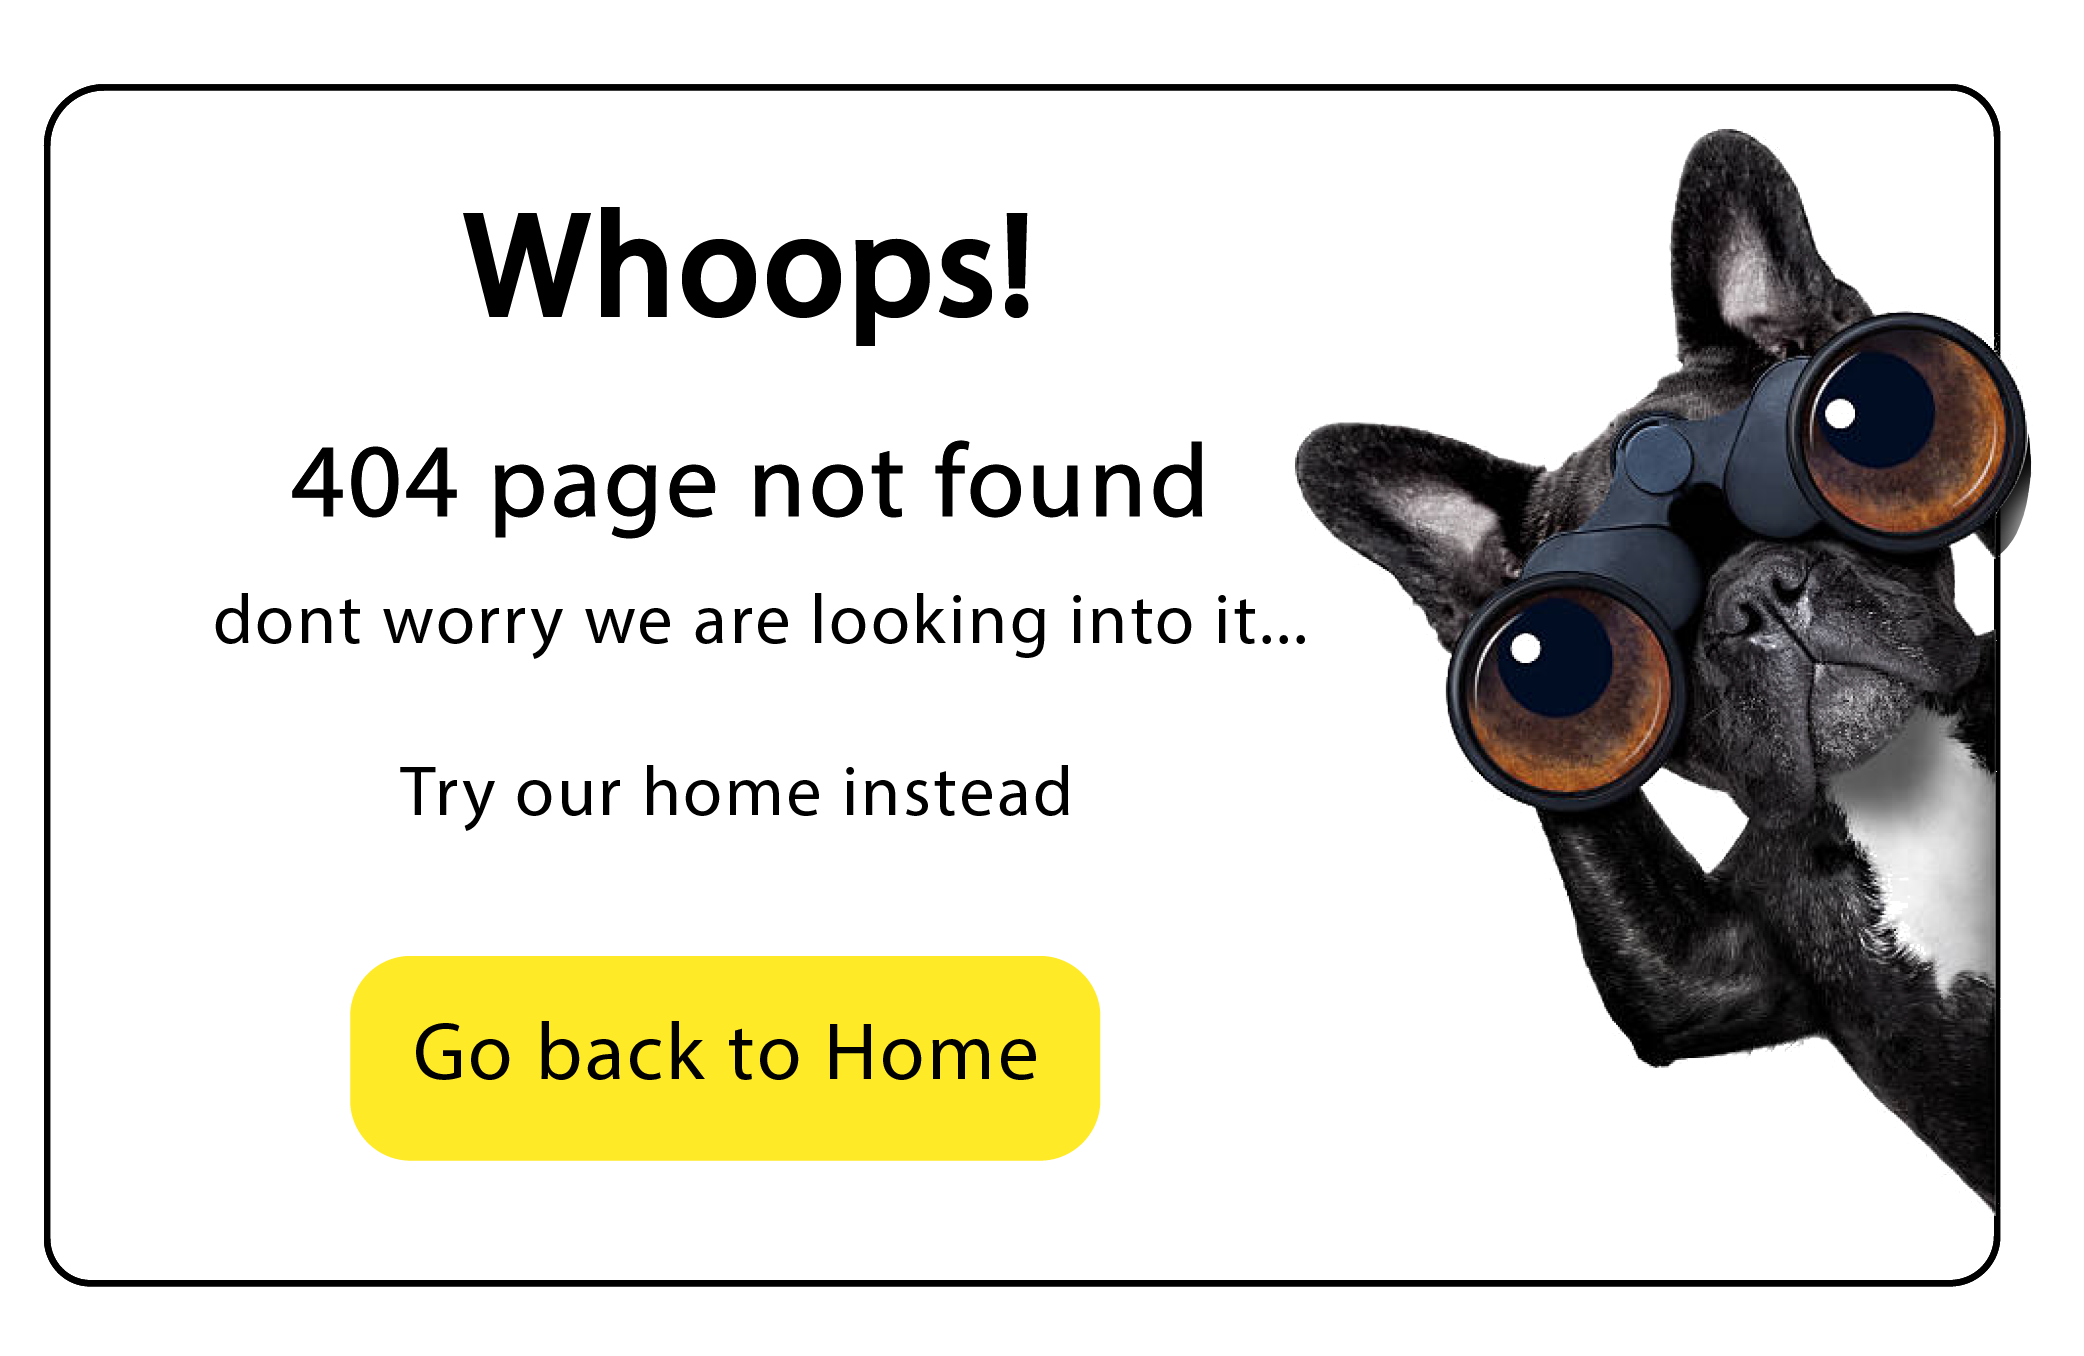 Whoops!
404 page not found
dont worry we are looking into it...
Try our home instead
Go back to Home